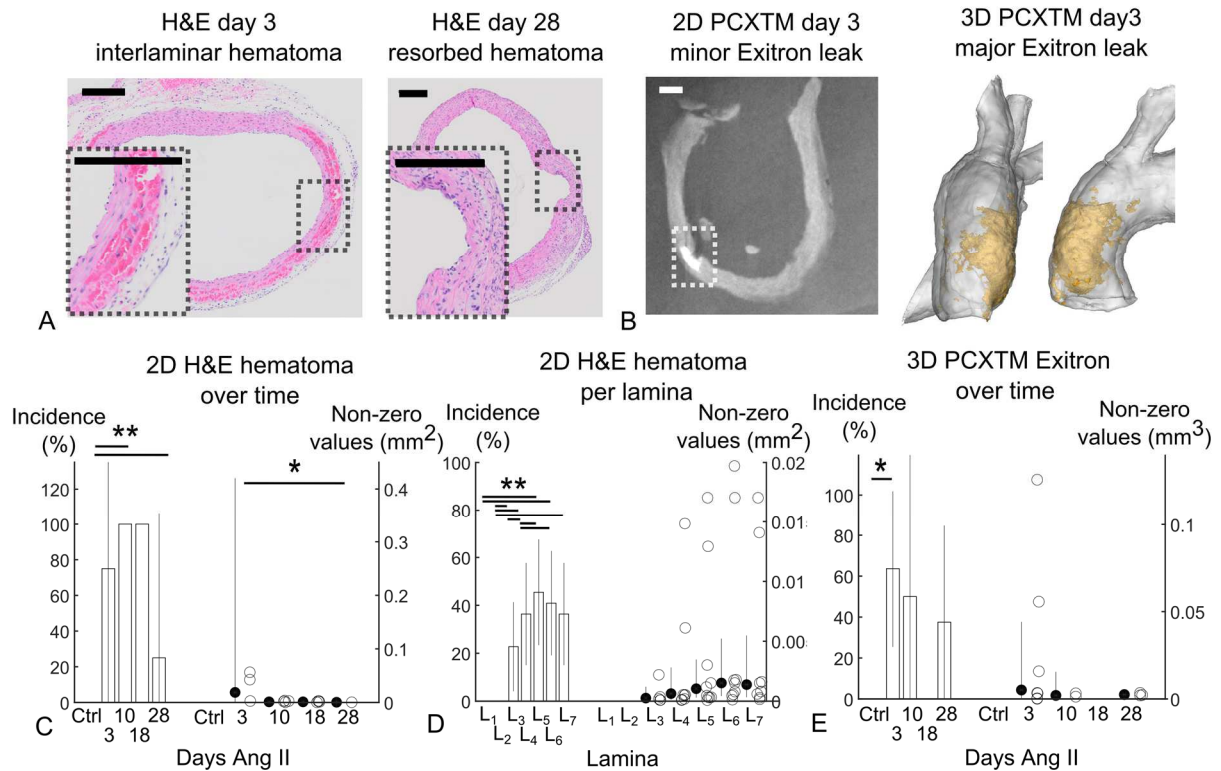 H&E day 3
interlaminar hematoma
H&E day 28
resorbed hematoma
2D PCXTM day 3
minor Exitron leak
3D PCXTM day3
major Exitron leak
A
B
2D H&E hematoma
over time
Incidence
(%)
Non-zero
values (mm2)
**
*
120
100
80
60
40
20
0
0.4
0.3
0.2
0.1
0
Ctrl 10 28
3 18
Ctrl 3 10 18 28
Days Ang II
C
2D H&E hematoma
per lamina
Incidence
(%)
Non-zero
values (mm2)
**
100
80
60
40
20
0
0.02
0.01
0
L1 L3 L5 L7
L2 L4 L6
L1 L2 L3 L4 L5 L6 L7
Lamina
D
3D PCXTM Exitron
over time
Incidence
(%)
Non-zero
values (mm3)
*
100
80
60
40
20
0
0.1
0.05
0
Ctrl 10 28
3 18
Ctrl 3 10 18 28
Days Ang II
E